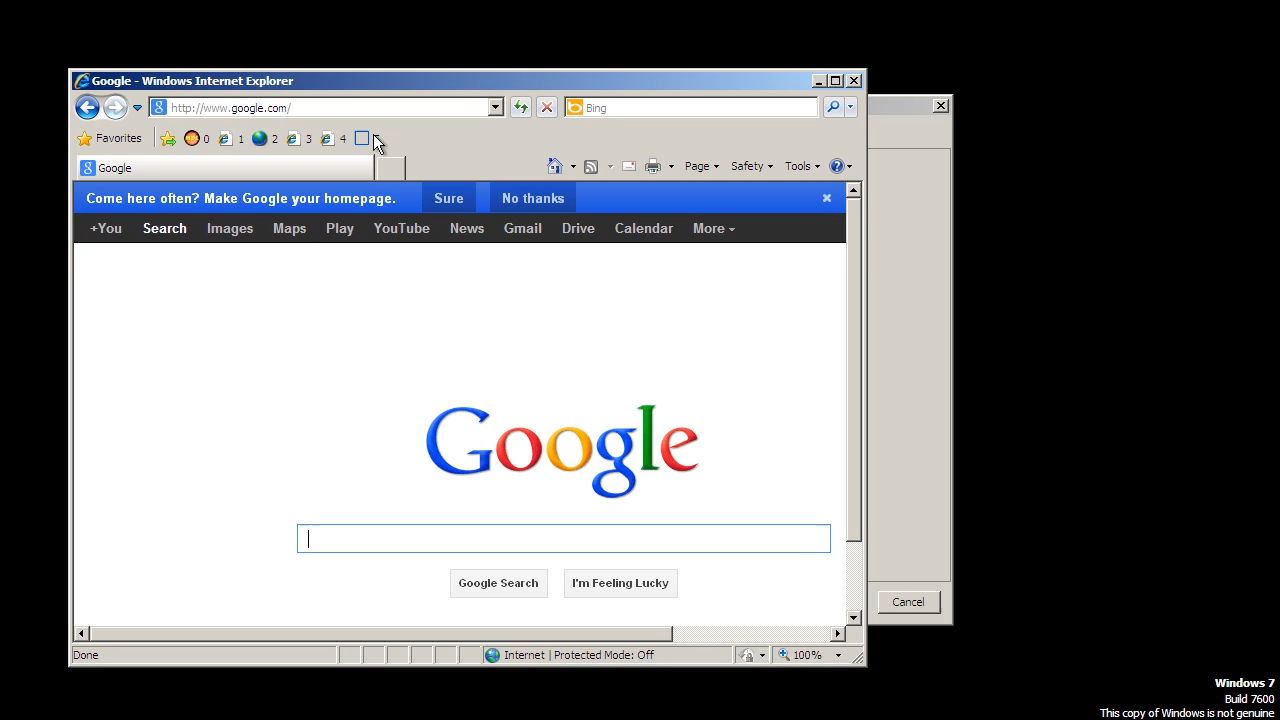 Google - Windows Internet Explorer
http://www.google.com/
Bing
Favorites 0 1 2 3 4
Google
Page Safety Tools
Come here often? Make Google your homepage. Sure No thanks
+You Search Images Maps Play YouTube News Gmail Drive Calendar More
Google
Google Search I'm Feeling Lucky
Cancel
Done Internet | Protected Mode: Off 100%
Windows 7
Build 7600
This copy of Windows is not genuine